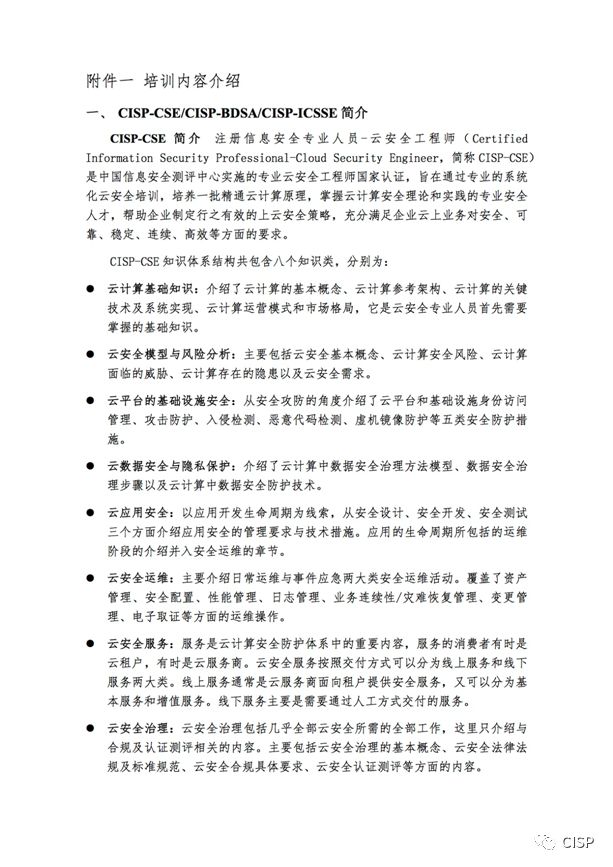 附件一 培训内容介绍
一、 CISP-CSE/CISP-BDSA/CISP-ICSSE 简介
CISP-CSE 简介 注册信息安全专业人员-云安全工程师（Certified
Information Security Professional-Cloud Security Engineer，简称 CISP-CSE）
是中国信息安全测评中心实施的专业云安全工程师国家认证，旨在通过专业的系统
化云安全培训，培养一批精通云计算原理，掌握云计算安全理论和实践的专业安全
人才，帮助企业制定行之有效的上云安全策略，充分满足企业云上业务对安全、可
靠、稳定、连续、高效等方面的要求。
CISP-CSE 知识体系结构共包含八个知识类，分别为：
● 云计算基础知识：介绍了云计算的基本概念、云计算参考架构、云计算的关键
技术及系统实现、云计算运营模式和市场格局，它是云安全专业人员首先需要
掌握的基础知识。
● 云安全模型与风险分析：主要包括云安全基本概念、云计算安全风险、云计算
面临的威胁、云计算存在的隐患以及云安全需求。
● 云平台的基础设施安全：从安全攻防的角度介绍了云平台和基础设施身份访问
管理、攻击防护、入侵检测、恶意代码检测、虚机镜像防护等五类安全防护措
施。
● 云数据安全与隐私保护：介绍了云计算中数据安全治理方法模型、数据安全治
理步骤以及云计算中数据安全防护技术。
● 云应用安全：以应用开发生命周期为线索，从安全设计、安全开发、安全测试
三个方面介绍应用安全的管理要求与技术措施。应用的生命周期所包括的运维
阶段的介绍并入安全运维的章节。
● 云安全运维：主要介绍日常运维与事件应急两大类安全运维活动。覆盖了资产
管理、安全配置、性能管理、日志管理、业务连续性/灾难恢复管理、变更管
理、电子取证等方面的运维操作。
● 云安全服务：服务是云计算安全防护体系中的重要内容，服务的消费者有时是
云租户，有时是云服务商。云安全服务按照交付方式可以分为线上服务和线下
服务两大类。线上服务通常是云服务商面向租户提供安全服务，又可以分为基
本服务和增值服务。线下服务主要是需要通过人工方式交付的服务。
● 云安全治理：云安全治理包括几乎全部云安全所需的全部工作，这里只介绍与
合规及认证测评相关的内容。主要包括云安全治理的基本概念、云安全法律法
规及标准规范、云安全合规具体要求、云安全认证测评等方面的内容。
CISP